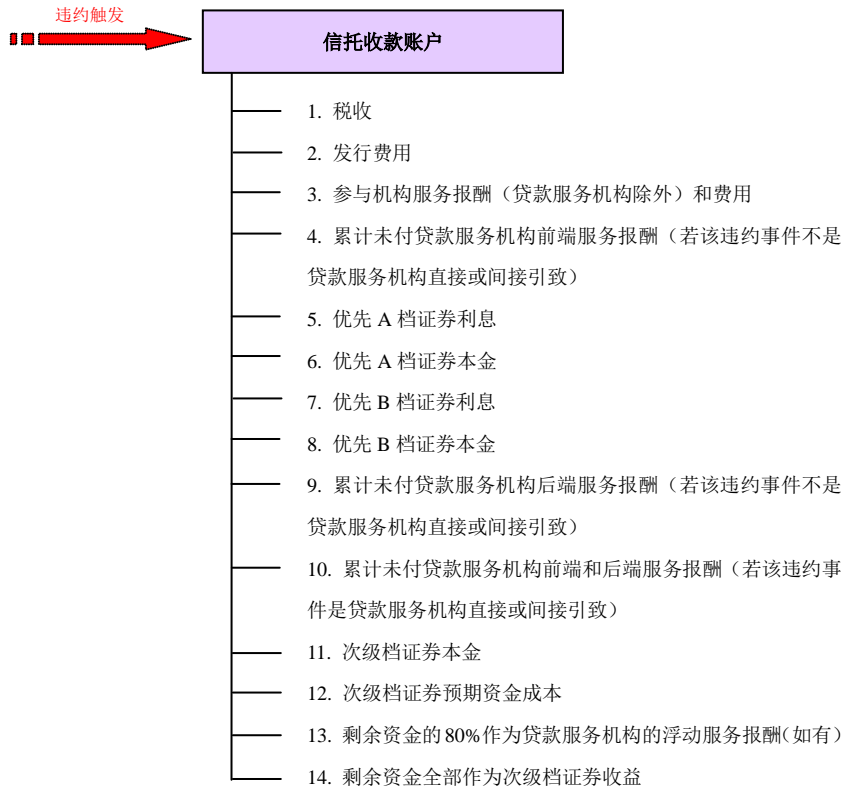 违约触发
信托收款账户
1. 税收
2. 发行费用
3. 参与机构服务报酬（贷款服务机构除外）和费用
4. 累计未付贷款服务机构前端服务报酬（若该违约事件不是
贷款服务机构直接或间接引致）
5. 优先 A 档证券利息
6. 优先 A 档证券本金
7. 优先 B 档证券利息
8. 优先 B 档证券本金
9. 累计未付贷款服务机构后端服务报酬（若该违约事件不是
贷款服务机构直接或间接引致）
10. 累计未付贷款服务机构前端和后端服务报酬（若该违约事
件是贷款服务机构直接或间接引致）
11. 次级档证券本金
12. 次级档证券预期资金成本
13. 剩余资金的 80%作为贷款服务机构的浮动服务报酬（如有）
14. 剩余资金全部作为次级档证券收益